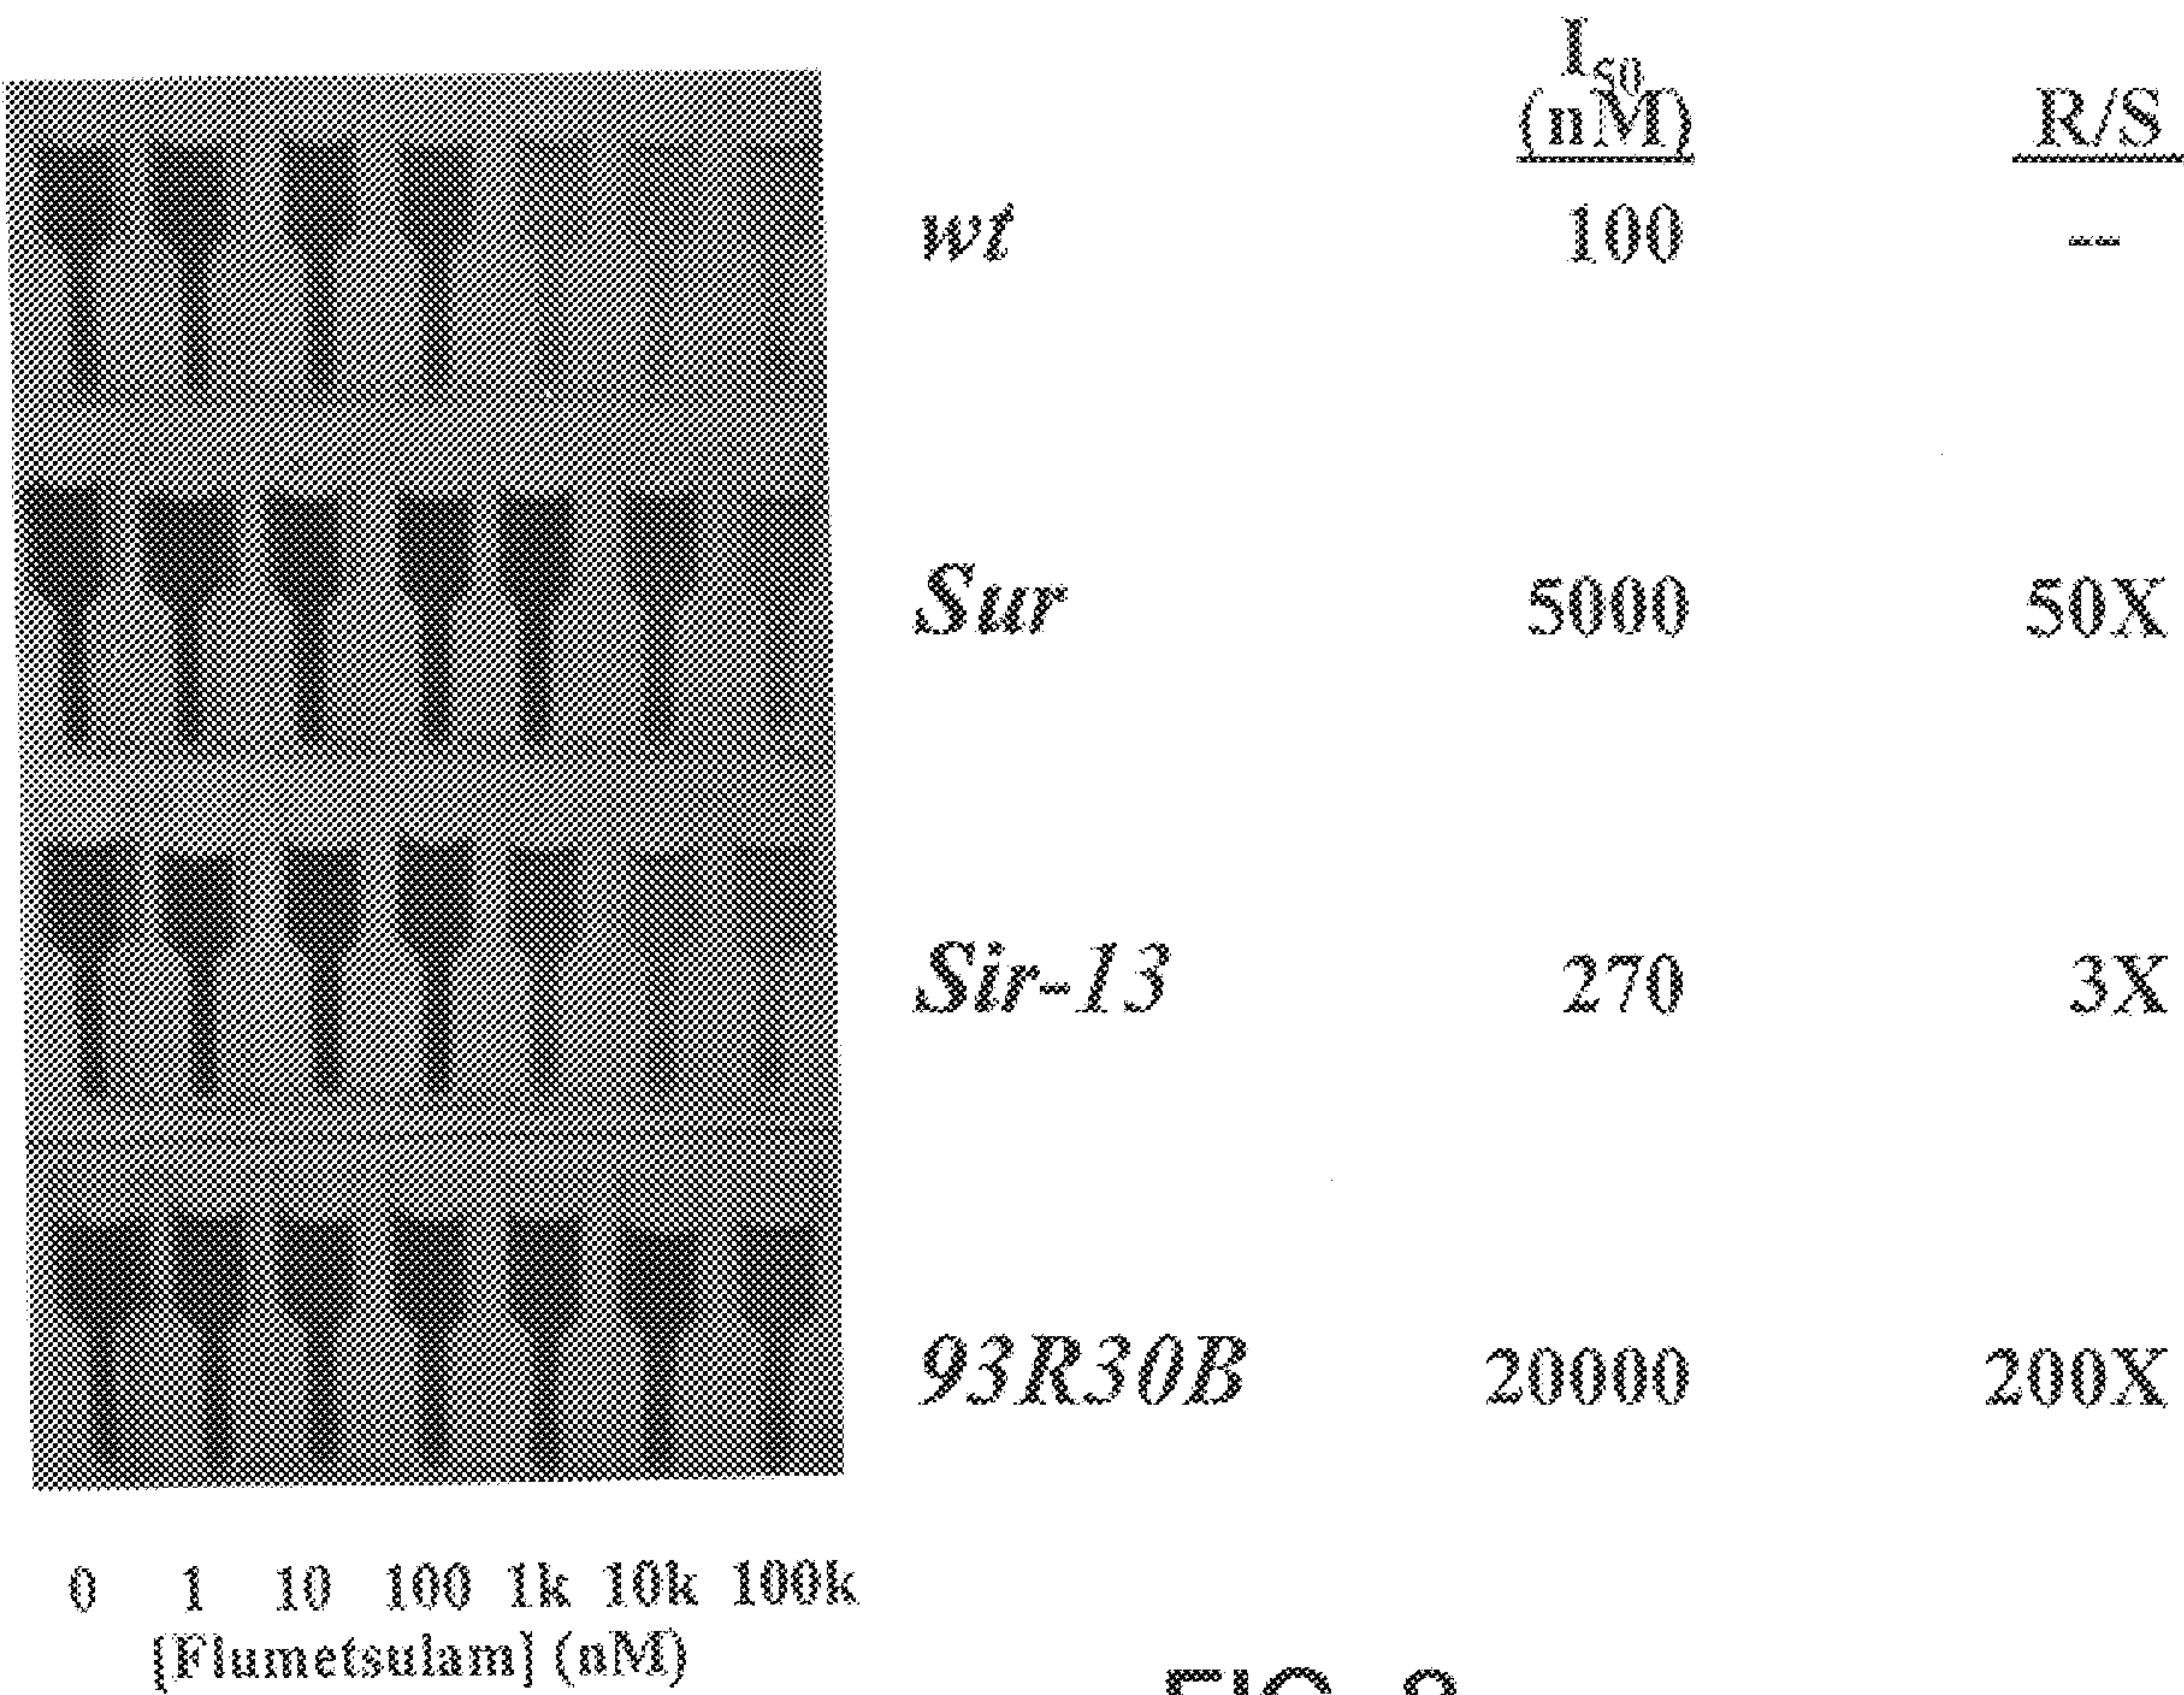 I50
(nM) R/S
wt 100 --
Sur 5000 50X
Sir-13 270 3X
93R30B 20000 200X
0 1 10 100 1k 10k 100k
[Flumetsulam] (nM)
FIG.